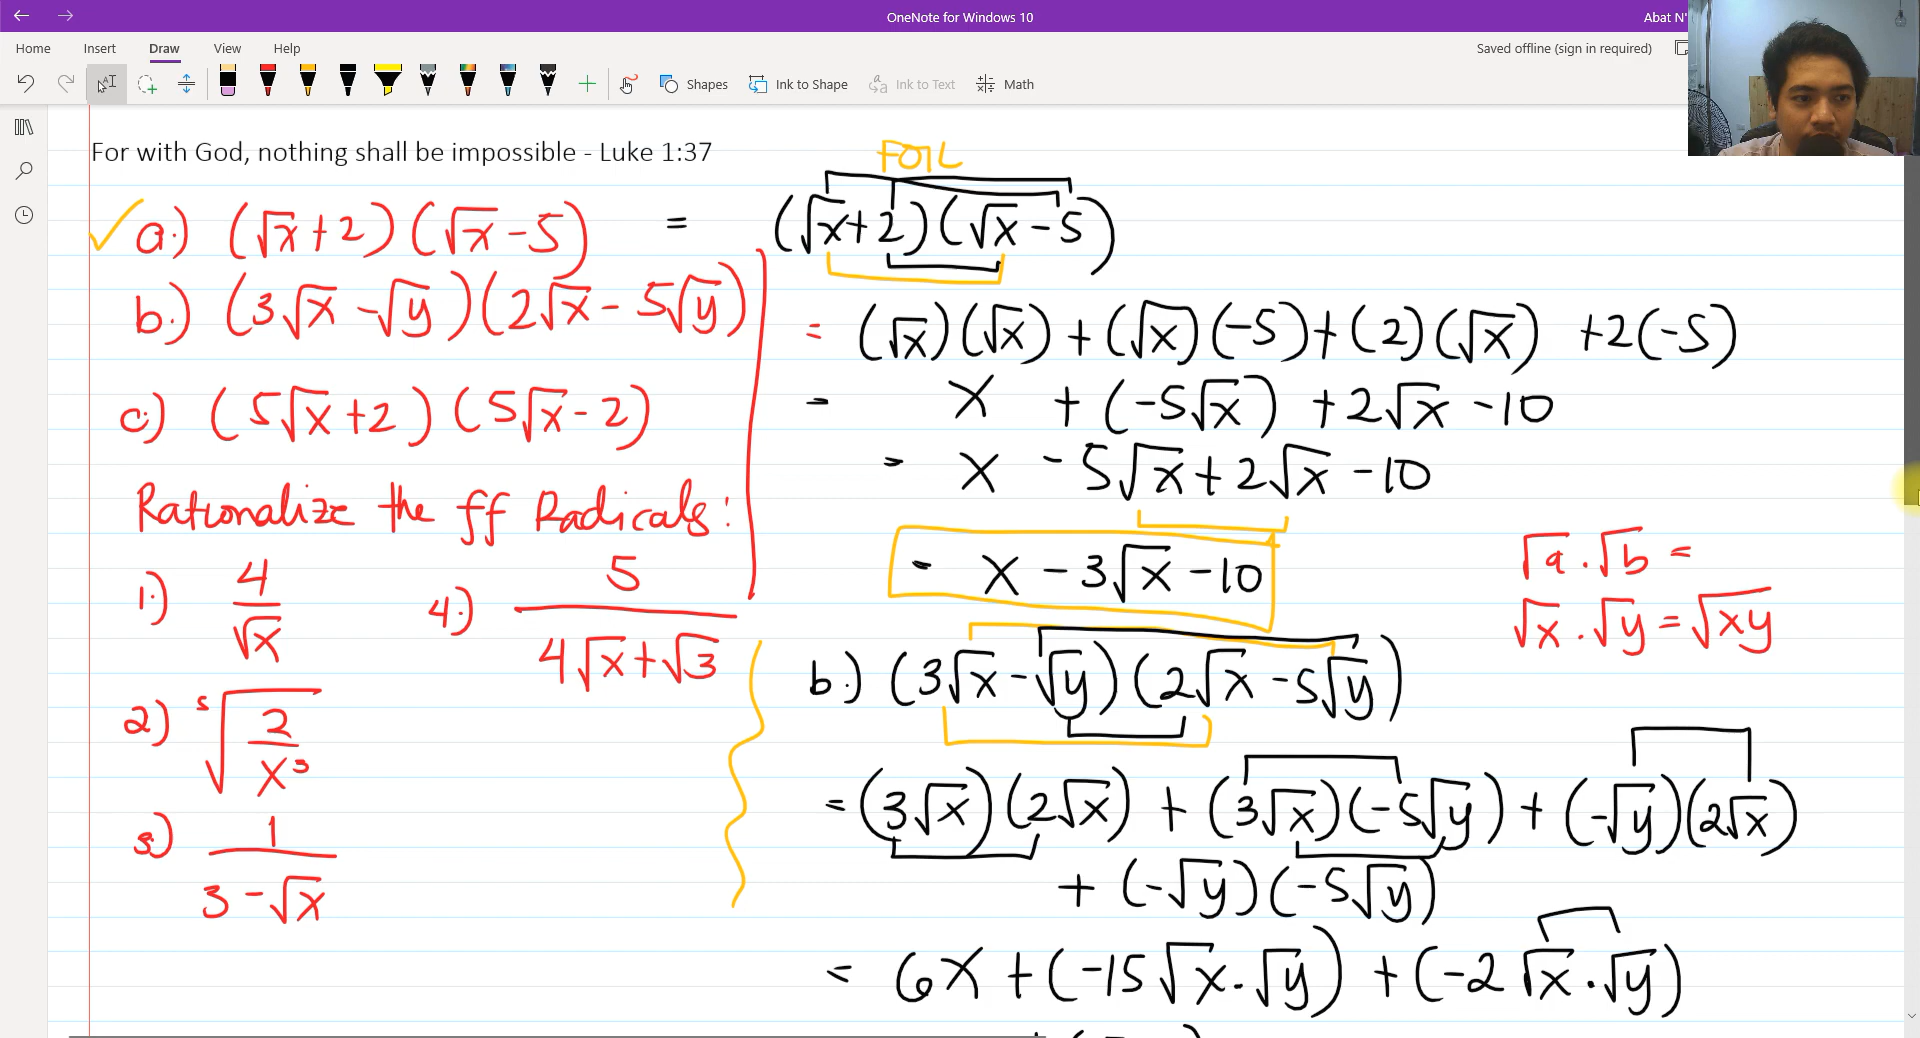 OneNote for Windows 10
Abat N'
Home Insert Draw View Help
Saved offline (sign in required)
Shapes Ink to Shape Ink to Text Math
For with God, nothing shall be impossible - Luke 1:37
FOIL
a.) (√x+2)(√x-5) = (√x+2)(√x-5)
b.) (3√x-√y)(2√x-5√y)
c.) (5√x+2)(5√x-2)
Rationalize the ff Radicals:
1.) 4/√x
4.) 5/(4√x+√3)
2) ⁵√(2/x³)
3.) 1/(3-√x)
= (√x)(√x)+(√x)(-5)+(2)(√x) +2(-5)
= x +(-5√x) +2√x -10
= x -5√x+2√x -10
= x -3√x -10
√a.√b =
√x.√y=√xy
b.) (3√x-√y)(2√x-5√y)
=(3√x)(2√x) + (3√x)(-5√y) + (-√y)(2√x)
+ (-√y)(-5√y)
= 6x +(-15√x.√y) +(-2√x.√y)